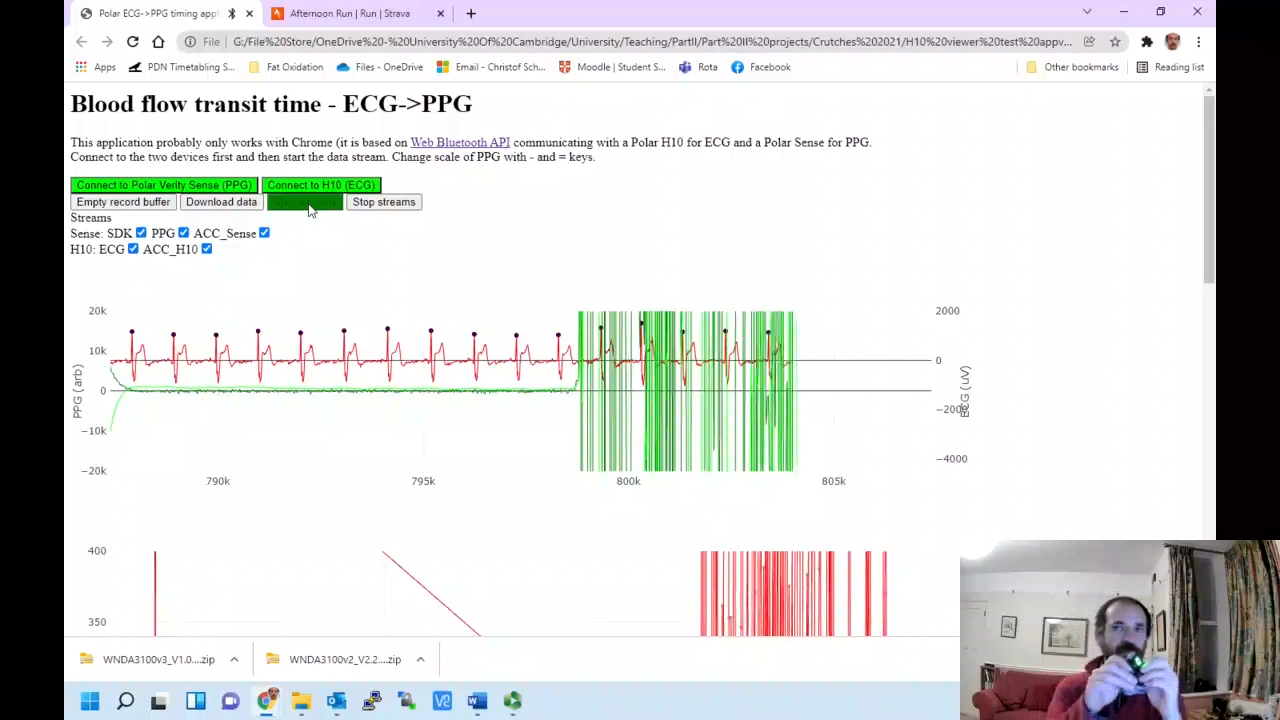 Polar ECG->PPG timing appl
Afternoon Run | Run | Strava
File G:/File%20Store/OneDrive%20-%20University%20Of%20Cambridge/University/Teaching/PartII/Part%20II%20projects/Crutches%202021/H10%20viewer%20test%20appv...
Apps PDN Timetabling S... Fat Oxidation Files - OneDrive Email - Christof Sc... Moodle | Student S... Rota Facebook Other bookmarks Reading list
Blood flow transit time - ECG->PPG
This application probably only works with Chrome (it is based on Web Bluetooth API communicating with a Polar H10 for ECG and a Polar Sense for PPG.
Connect to the two devices first and then start the data stream. Change scale of PPG with - and = keys.
Connect to Polar Verity Sense (PPG) Connect to H10 (ECG)
Empty record buffer Download data Stop streams
Streams
Sense: SDK PPG ACC_Sense
H10: ECG ACC_H10
20k 2000
10k
0 0
PPG (arb) ECG (uV)
−2000
−10k
−4000
−20k
790k 795k 800k 805k
400
350
WNDA3100v3_V1.0....zip WNDA3100v2_V2.2....zip